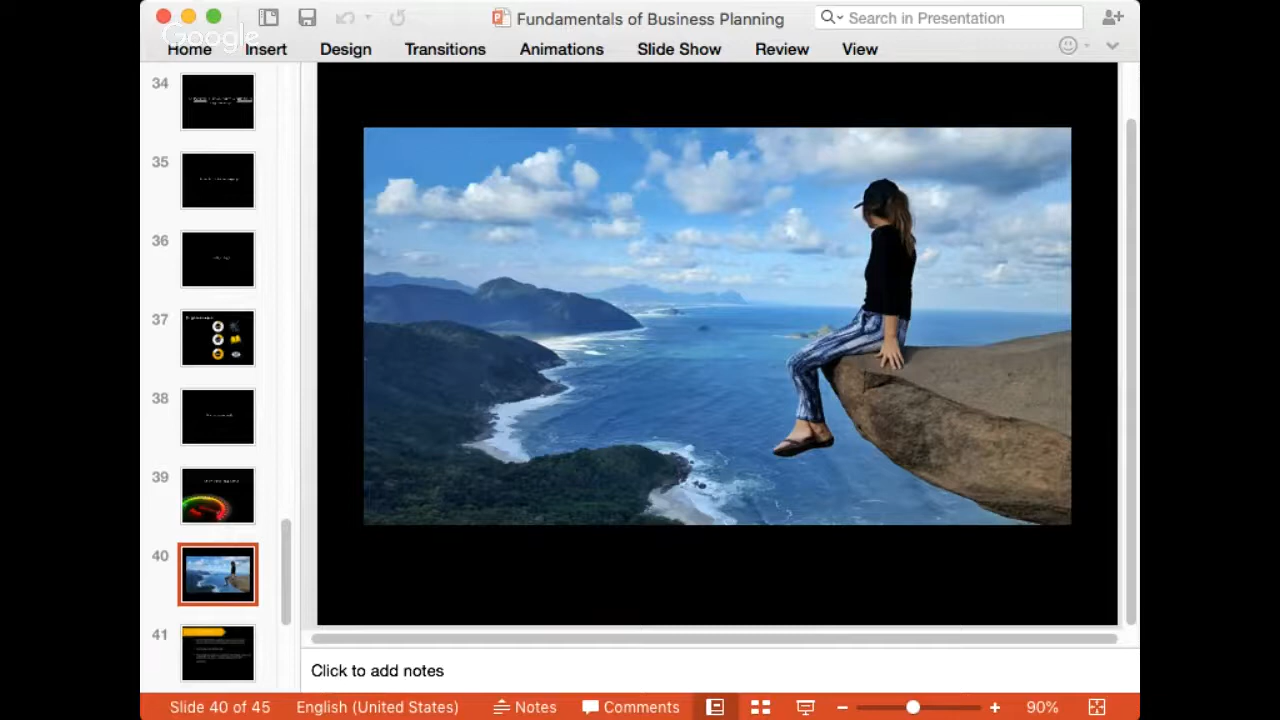 Fundamentals of Business Planning
Search in Presentation
Google
Home Insert Design Transitions Animations Slide Show Review View
34
35
36
37
38
39
40
41
Click to add notes
Slide 40 of 45 English (United States) Notes Comments 90%